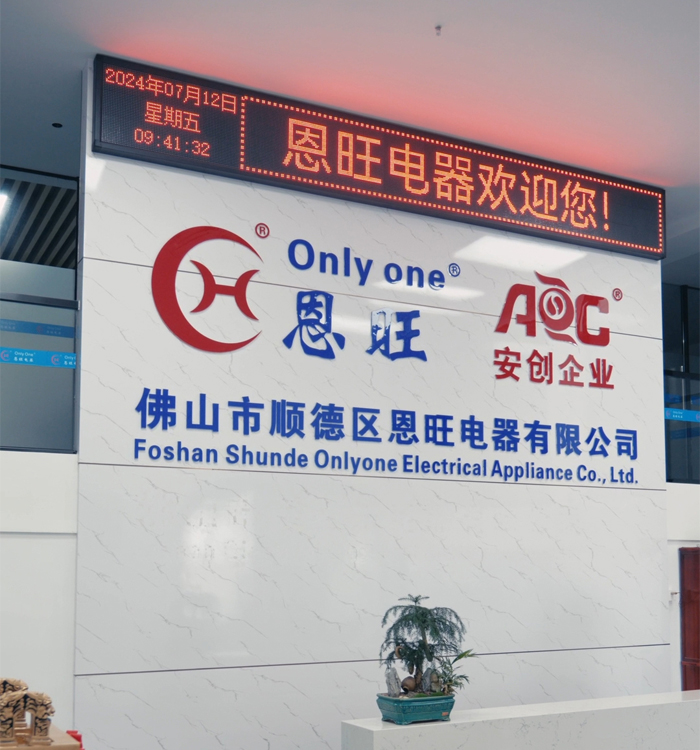 2024年07月12日
星期五
09:41:32
恩旺电器欢迎您!
®
Only one®
恩旺
AQC®
安创企业
佛山市顺德区恩旺电器有限公司
Foshan Shunde Onlyone Electrical Appliance Co., Ltd.